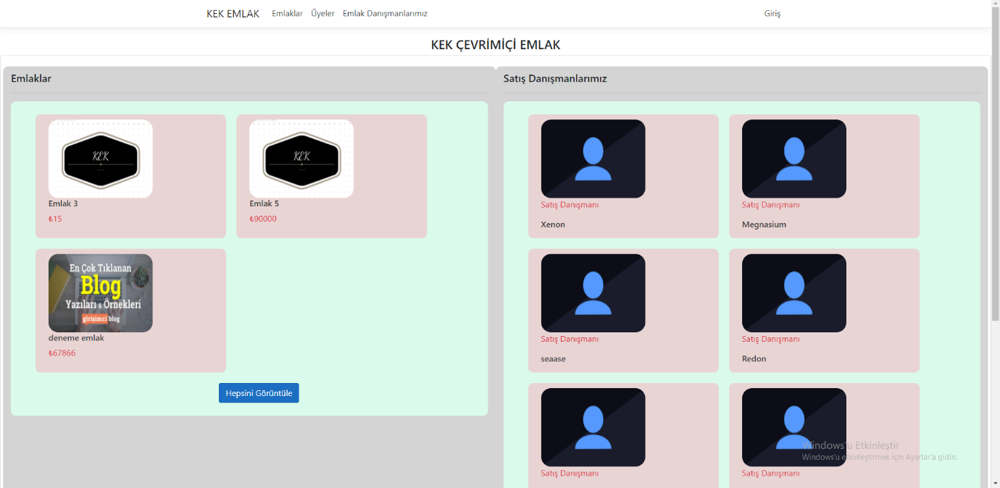 KEK EMLAK Emlaklar Üyeler Emlak Danışmanlarımız Giriş
KEK ÇEVRİMİÇİ EMLAK
Emlaklar
KEK
Emlak 3
₺15
KEK
Emlak 5
₺90000
En Çok Tıklanan
Blog
Yazıları & Örnekleri
girişimci blog
deneme emlak
₺67866
Hepsini Görüntüle
Satış Danışmanlarımız
Satış Danışmanı
Xenon
Satış Danışmanı
Megnasium
Satış Danışmanı
seaase
Satış Danışmanı
Redon
Satış Danışmanı
Satış Danışmanı
Windows'u Etkinleştir
Windows'u etkinleştirmek için Ayarlar'a gidin.